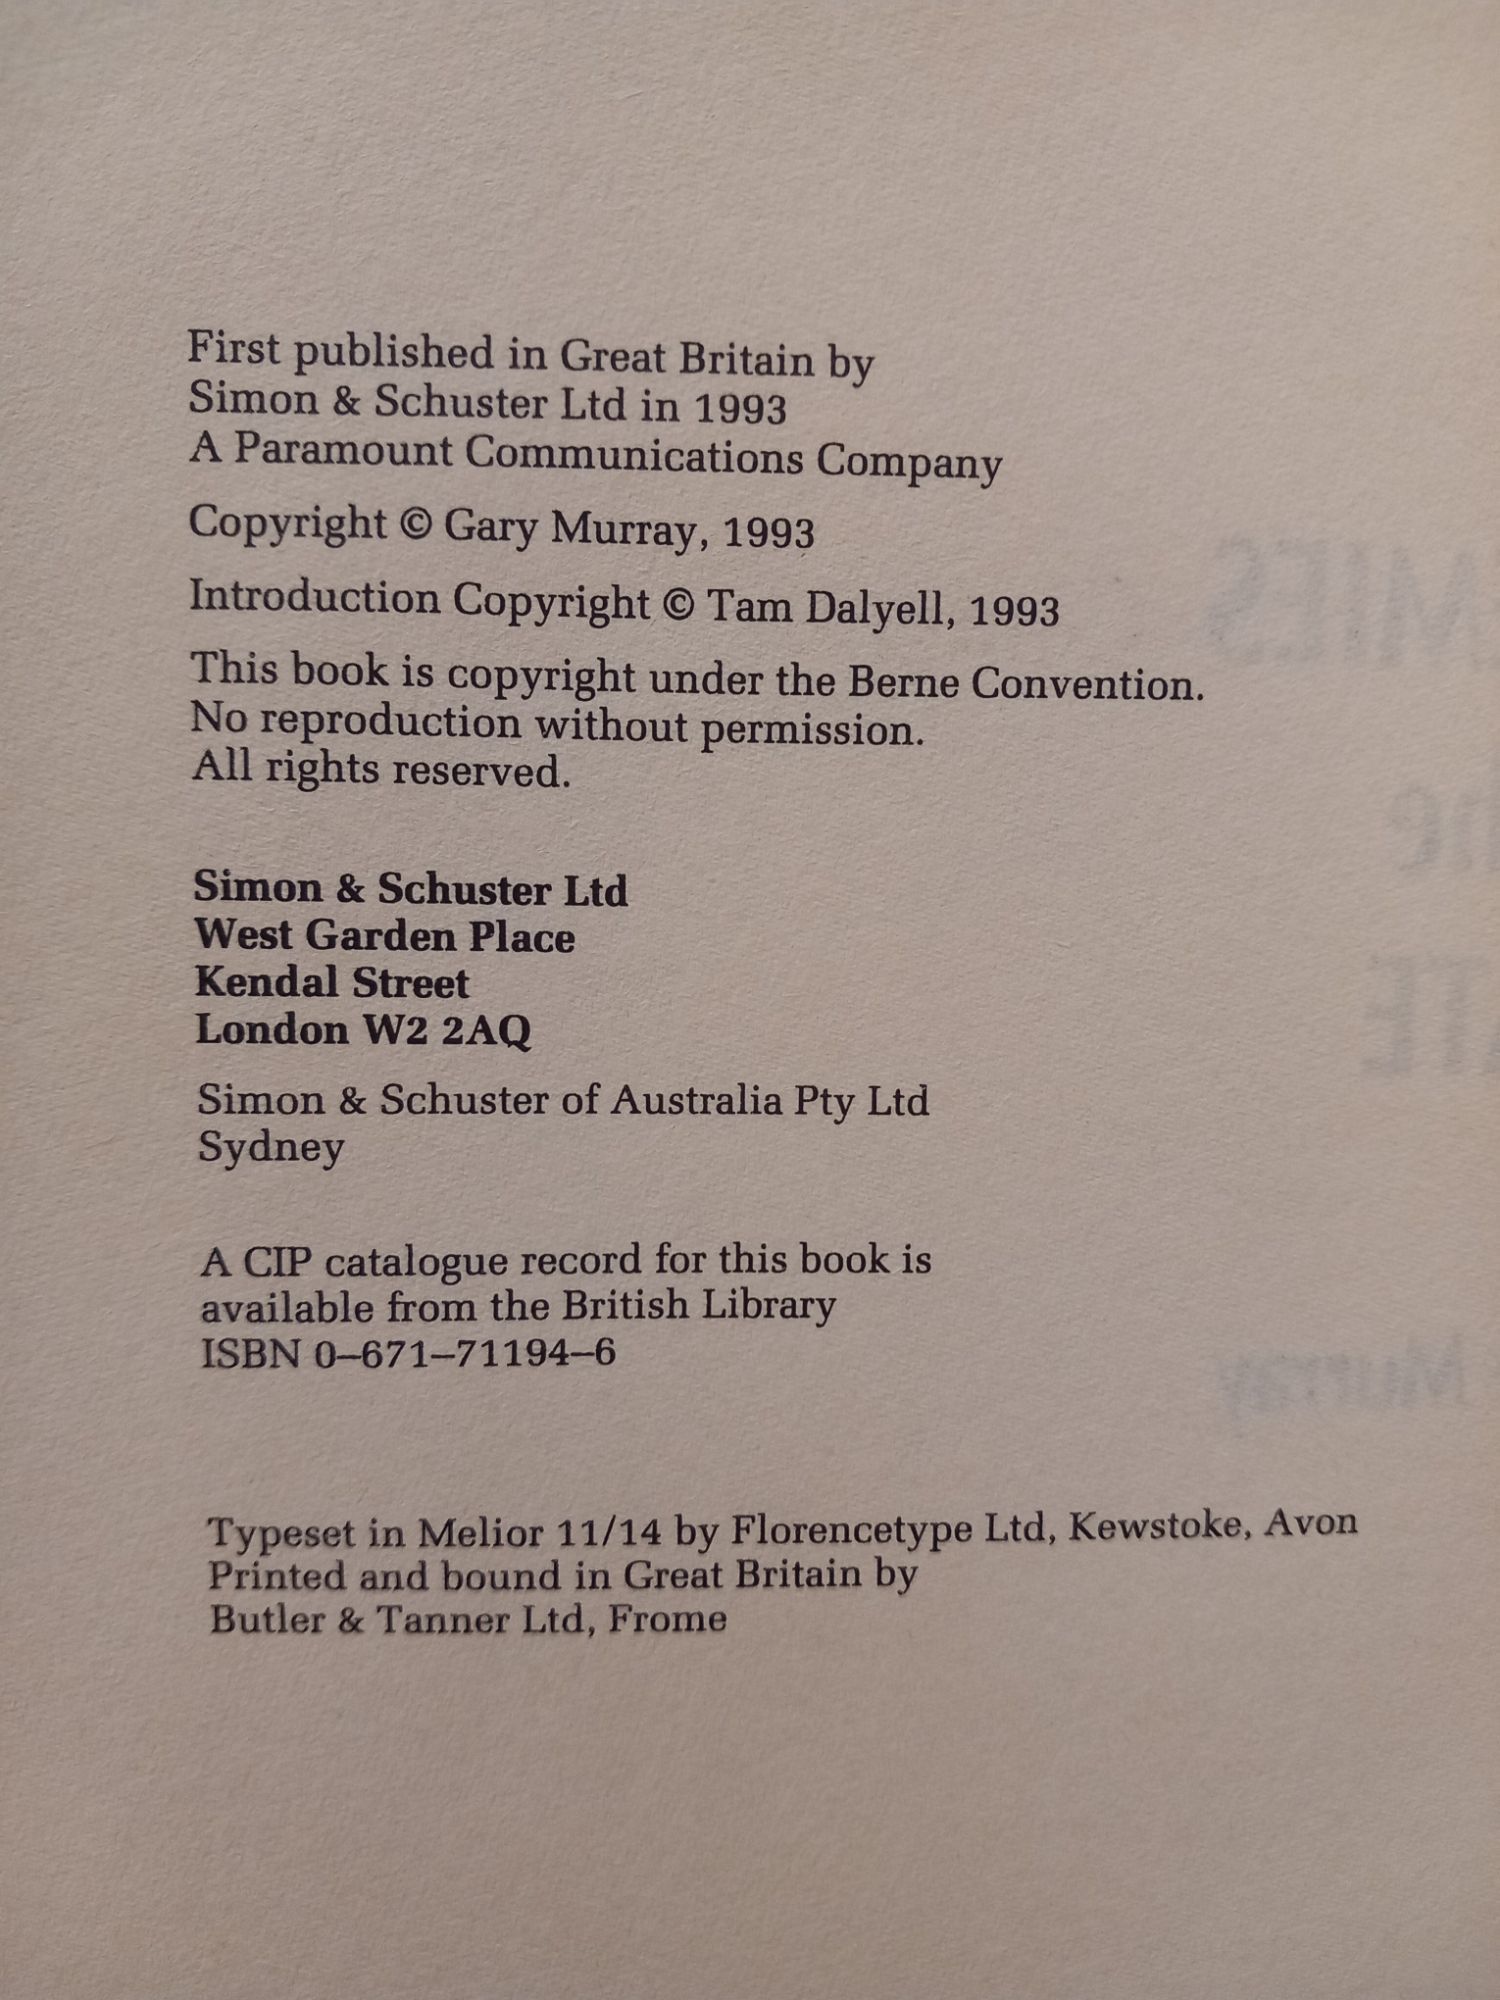 First published in Great Britain by
Simon & Schuster Ltd in 1993
A Paramount Communications Company
Copyright © Gary Murray, 1993
Introduction Copyright © Tam Dalyell, 1993
This book is copyright under the Berne Convention.
No reproduction without permission.
All rights reserved.
Simon & Schuster Ltd
West Garden Place
Kendal Street
London W2 2AQ
Simon & Schuster of Australia Pty Ltd
Sydney
A CIP catalogue record for this book is
available from the British Library
ISBN 0–671–71194–6
Typeset in Melior 11/14 by Florencetype Ltd, Kewstoke, Avon
Printed and bound in Great Britain by
Butler & Tanner Ltd, Frome